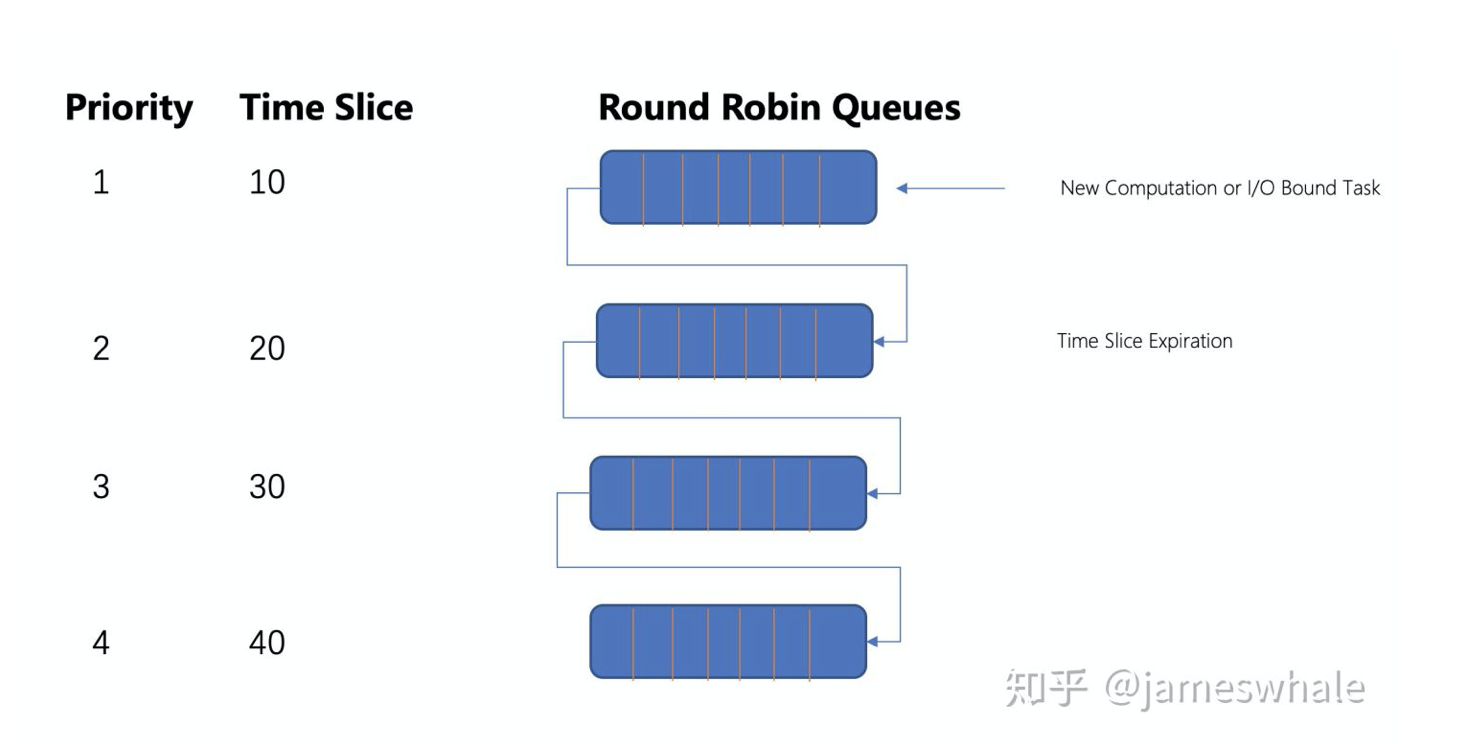 Priority Time Slice Round Robin Queues
1 10 New Computation or I/O Bound Task
2 20 Time Slice Expiration
3 30
4 40
知乎 @jameswhale